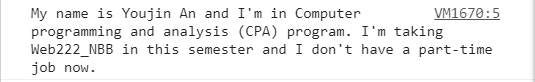 My name is Youjin An and I'm in Computer VM1670:5
programming and analysis (CPA) program. I'm taking
Web222_NBB in this semester and I don't have a part-time
job now.